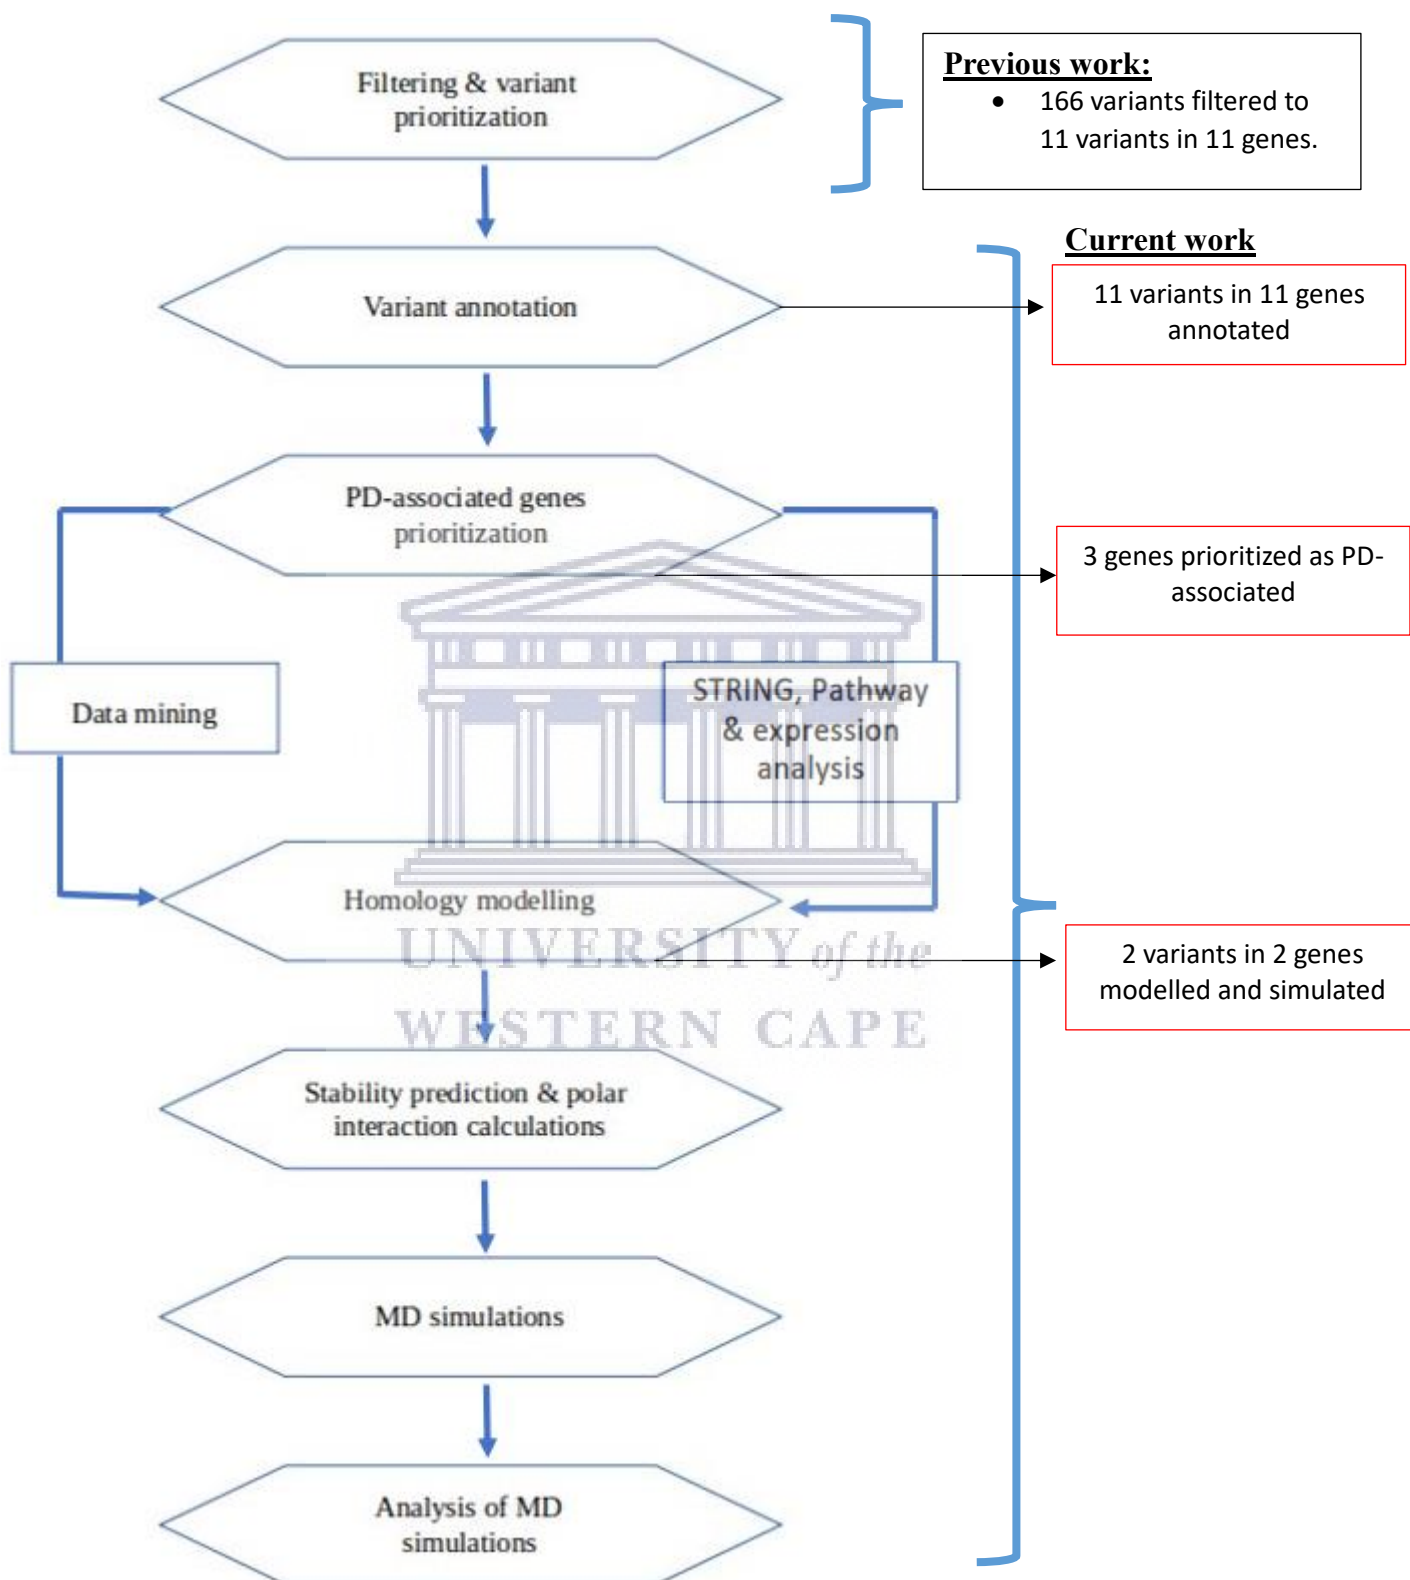 Filtering & variant
prioritization
Previous work:
• 166 variants filtered to
11 variants in 11 genes.
Variant annotation
Current work
11 variants in 11 genes
annotated
PD-associated genes
prioritization
3 genes prioritized as PD-
associated
Data mining
STRING, Pathway
& expression
analysis
Homology modelling
UNIVERSITY of the
WESTERN CAPE
2 variants in 2 genes
modelled and simulated
Stability prediction & polar
interaction calculations
MD simulations
Analysis of MD
simulations